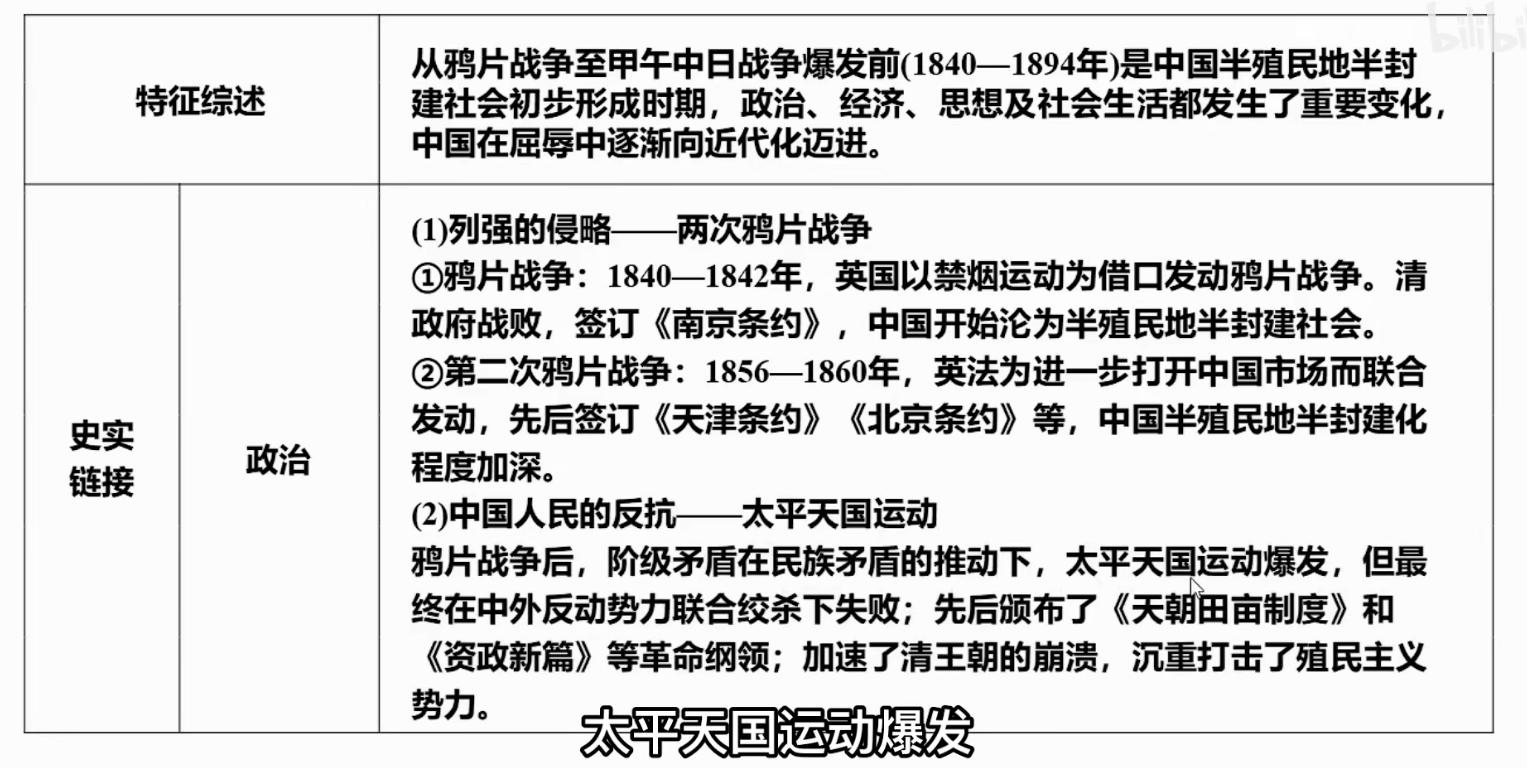 bilibili
特征综述
从鸦片战争至甲午中日战争爆发前(1840—1894年)是中国半殖民地半封
建社会初步形成时期，政治、经济、思想及社会生活都发生了重要变化，
中国在屈辱中逐渐向近代化迈进。
史实
链接
政治
(1)列强的侵略——两次鸦片战争
①鸦片战争：1840—1842年，英国以禁烟运动为借口发动鸦片战争。清
政府战败，签订《南京条约》，中国开始沦为半殖民地半封建社会。
②第二次鸦片战争：1856—1860年，英法为进一步打开中国市场而联合
发动，先后签订《天津条约》《北京条约》等，中国半殖民地半封建化
程度加深。
(2)中国人民的反抗——太平天国运动
鸦片战争后，阶级矛盾在民族矛盾的推动下，太平天国运动爆发，但最
终在中外反动势力联合绞杀下失败；先后颁布了《天朝田亩制度》和
《资政新篇》等革命纲领；加速了清王朝的崩溃，沉重打击了殖民主义
势力。
太平天国运动爆发